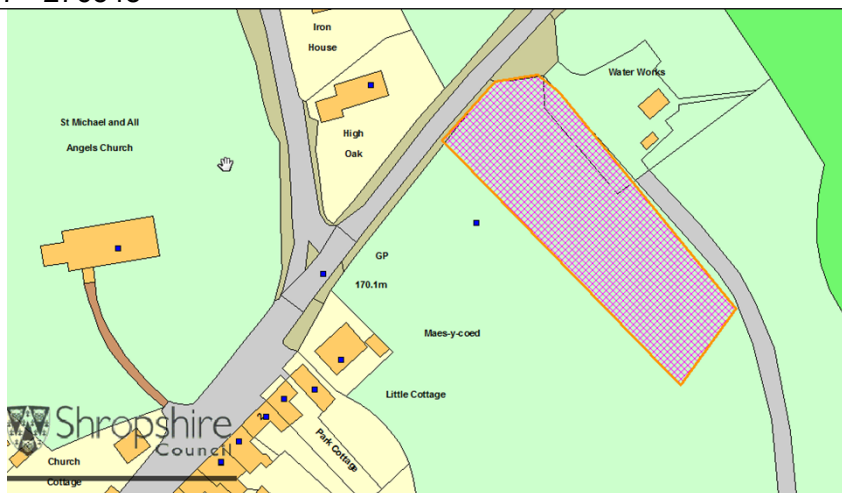 Iron
House
Water Works
St Michael and All
Angels Church
High
Oak
GP
170.1m
Maes-y-coed
Little Cottage
Park Cottage
Shropshire
Council
Church
Cottage